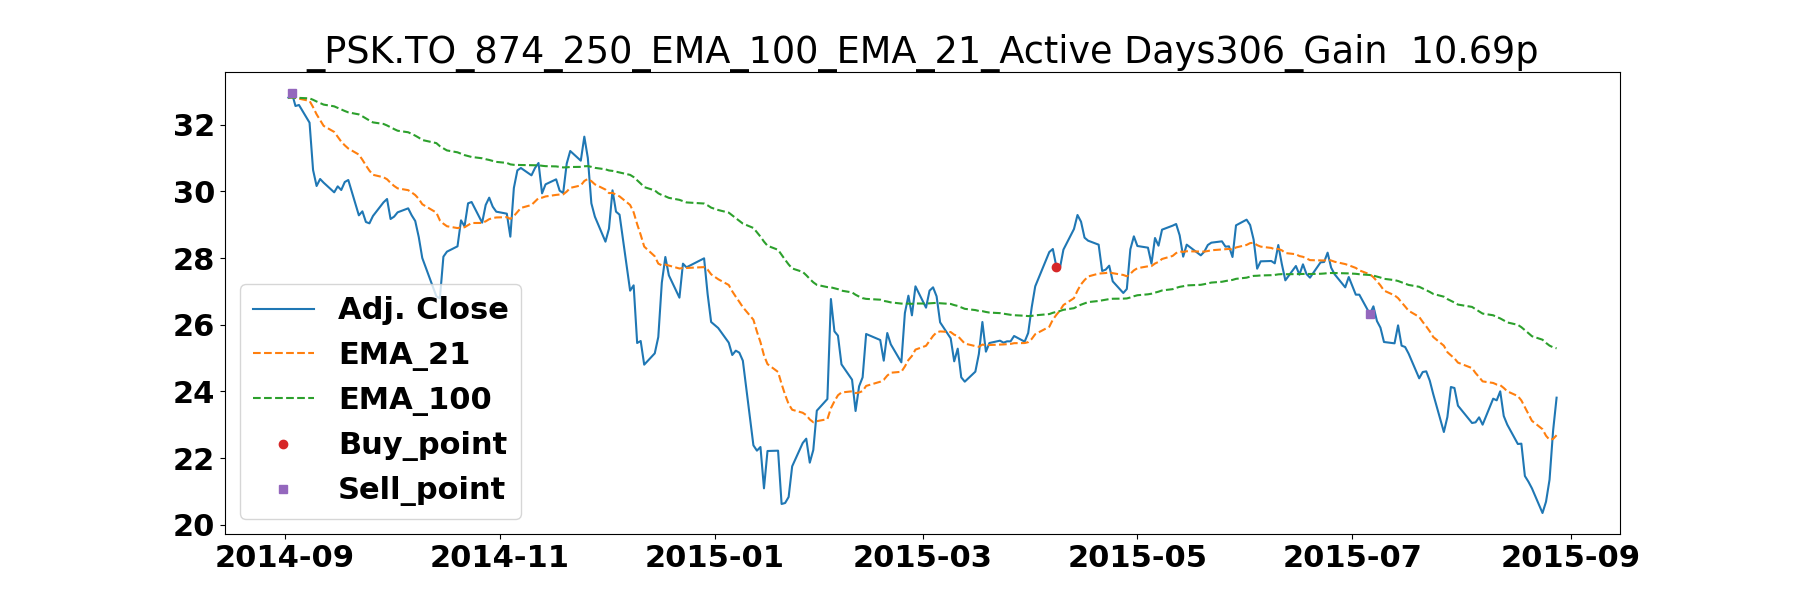 _PSK.TO_874_250_EMA_100_EMA_21_Active Days306_Gain  10.69p
32
30
28
26
24
22
20
Adj. Close
EMA_21
EMA_100
Buy_point
Sell_point
2014-09 2014-11 2015-01 2015-03 2015-05 2015-07 2015-09